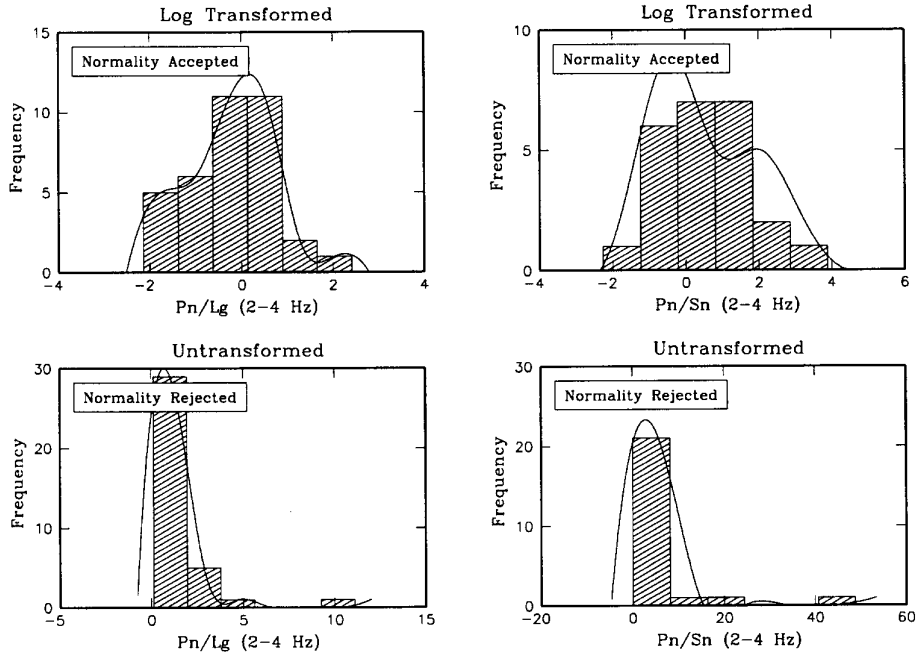 Log Transformed
15
10
5
0
Frequency
Normality Accepted
−4
−2
0
2
4
Pn/Lg (2−4 Hz)
Log Transformed
10
5
0
Frequency
Normality Accepted
−4
−2
0
2
4
6
Pn/Sn (2−4 Hz)
Untransformed
30
20
10
0
Frequency
Normality Rejected
−5
0
5
10
15
Pn/Lg (2−4 Hz)
Untransformed
30
20
10
0
Frequency
Normality Rejected
−20
0
20
40
60
Pn/Sn (2−4 Hz)